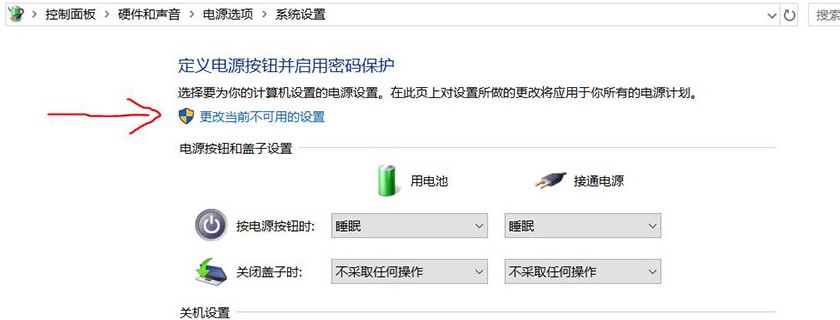 控制面板 > 硬件和声音 > 电源选项 > 系统设置 搜索
定义电源按钮并启用密码保护
选择要为你的计算机设置的电源设置。在此页上对设置所做的更改将应用于你所有的电源计划。
更改当前不可用的设置
电源按钮和盖子设置
用电池 接通电源
按电源按钮时: 睡眠 睡眠
关闭盖子时: 不采取任何操作 不采取任何操作
关机设置